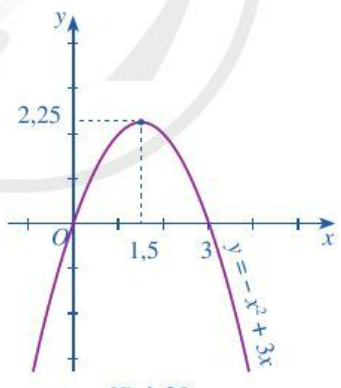 y
2,25
O
1,5
3
x
y = – x² + 3x